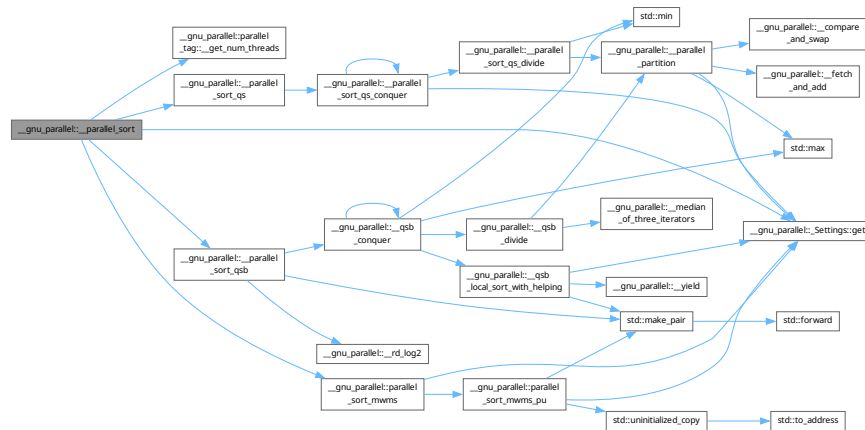 std::min
__gnu_parallel::parallel
_tag::__get_num_threads
__gnu_parallel::__compare
_and_swap
__gnu_parallel::__parallel
_sort_qs_divide
__gnu_parallel::__parallel
_partition
__gnu_parallel::__parallel
_sort_qs
__gnu_parallel::__parallel
_sort_qs_conquer
__gnu_parallel::__fetch
_and_add
__gnu_parallel::__parallel_sort
std::max
__gnu_parallel::__median
_of_three_iterators
__gnu_parallel::__qsb
_conquer
__gnu_parallel::__qsb
_divide
__gnu_parallel::_Settings::get
__gnu_parallel::__parallel
_sort_qsb
__gnu_parallel::__qsb
_local_sort_with_helping
__gnu_parallel::__yield
std::make_pair
std::forward
__gnu_parallel::__rd_log2
__gnu_parallel::parallel
_sort_mwms
__gnu_parallel::parallel
_sort_mwms_pu
std::uninitialized_copy
std::to_address